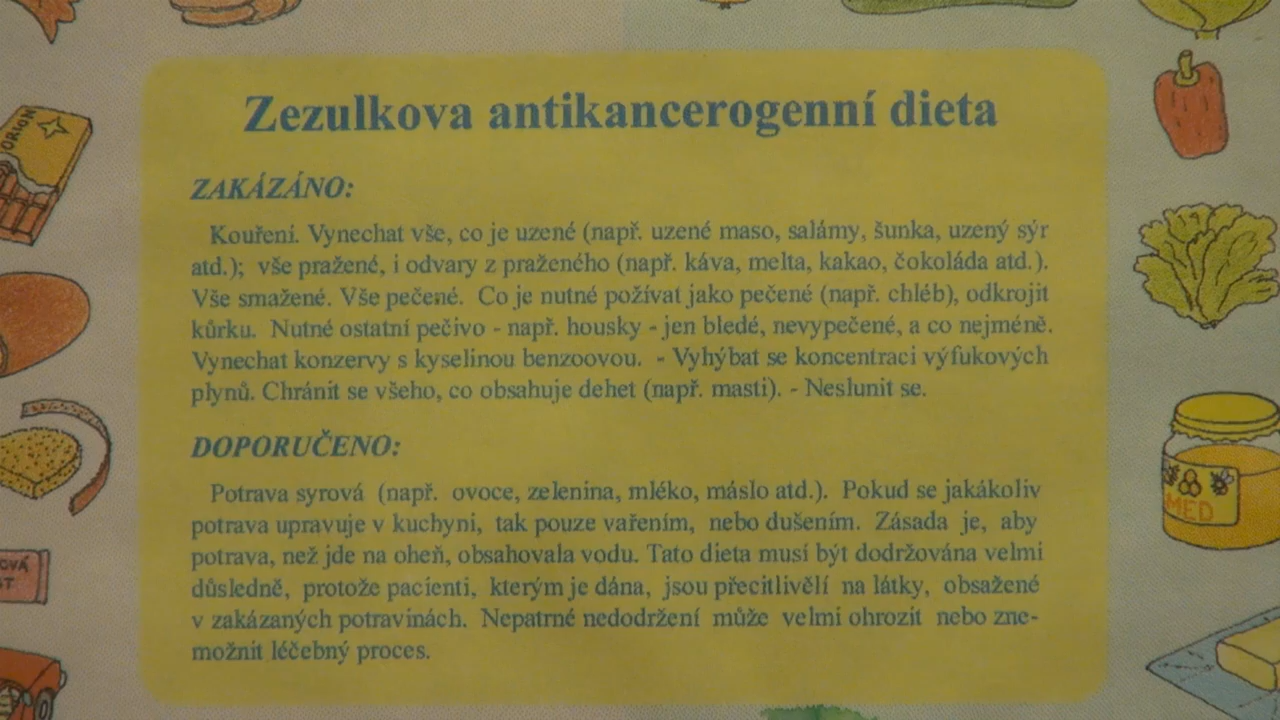 Zezulkova antikancerogenní dieta
ZAKÁZÁNO:
Kouření. Vynechat vše, co je uzené (např. uzené maso, salámy, šunka, uzený sýr
atd.); vše pražené, i odvary z praženého (např. káva, melta, kakao, čokoláda atd.).
Vše smažené. Vše pečené. Co je nutné požívat jako pečené (např. chléb), odkrojit
kůrku. Nutné ostatní pečivo - např. housky - jen bledé, nevypečené, a co nejméně.
Vynechat konzervy s kyselinou benzoovou. - Vyhýbat se koncentraci výfukových
plynů. Chránit se všeho, co obsahuje dehet (např. masti). - Neslunit se.
DOPORUČENO:
Potrava syrová (např. ovoce, zelenina, mléko, máslo atd.). Pokud se jakákoliv
potrava upravuje v kuchyni, tak pouze vařením, nebo dušením. Zásada je, aby
potrava, než jde na oheň, obsahovala vodu. Tato dieta musí být dodržována velmi
důsledně, protože pacienti, kterým je dána, jsou přecitlivělí na látky, obsažené
v zakázaných potravinách. Nepatrné nedodržení může velmi ohrozit nebo zne-
možnit léčebný proces.
ORION
MED